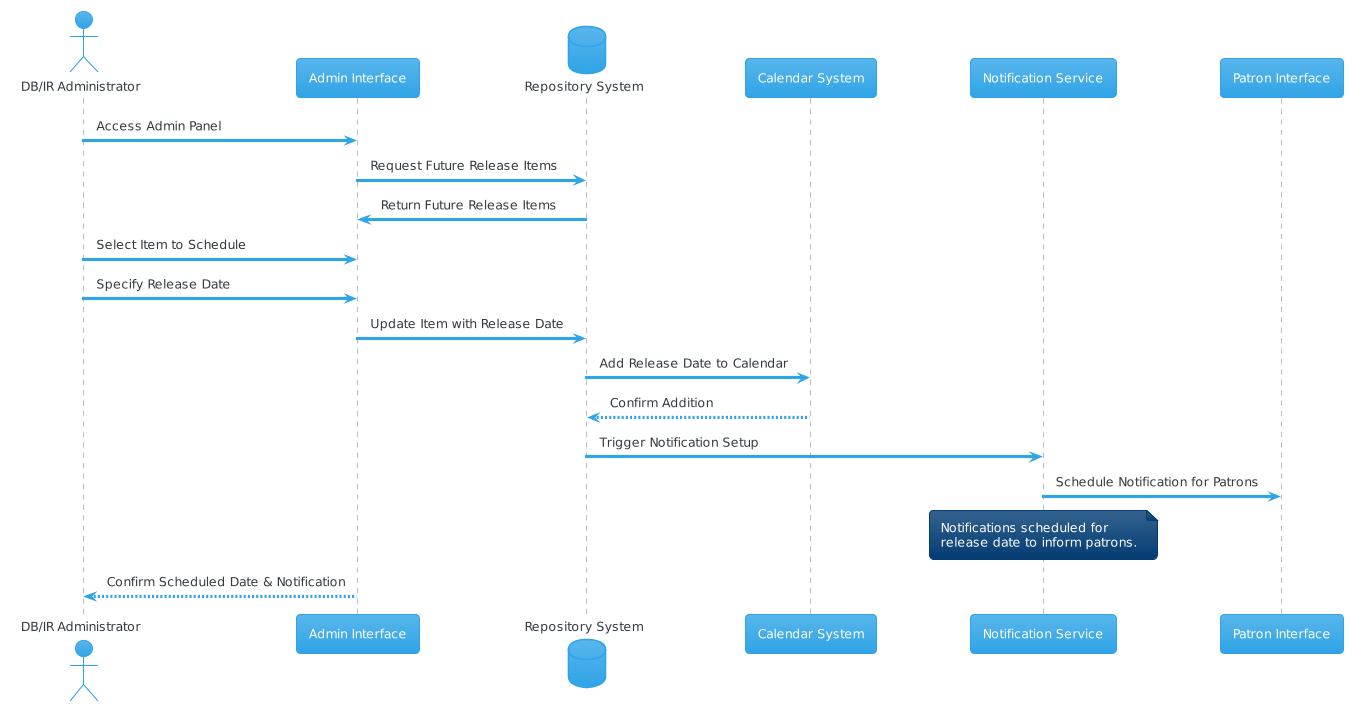 DB/IR Administrator
Admin Interface
Repository System
Calendar System
Notification Service
Patron Interface
Access Admin Panel
Request Future Release Items
Return Future Release Items
Select Item to Schedule
Specify Release Date
Update Item with Release Date
Add Release Date to Calendar
Confirm Addition
Trigger Notification Setup
Schedule Notification for Patrons
Notifications scheduled for
release date to inform patrons.
Confirm Scheduled Date & Notification
DB/IR Administrator
Admin Interface
Repository System
Calendar System
Notification Service
Patron Interface